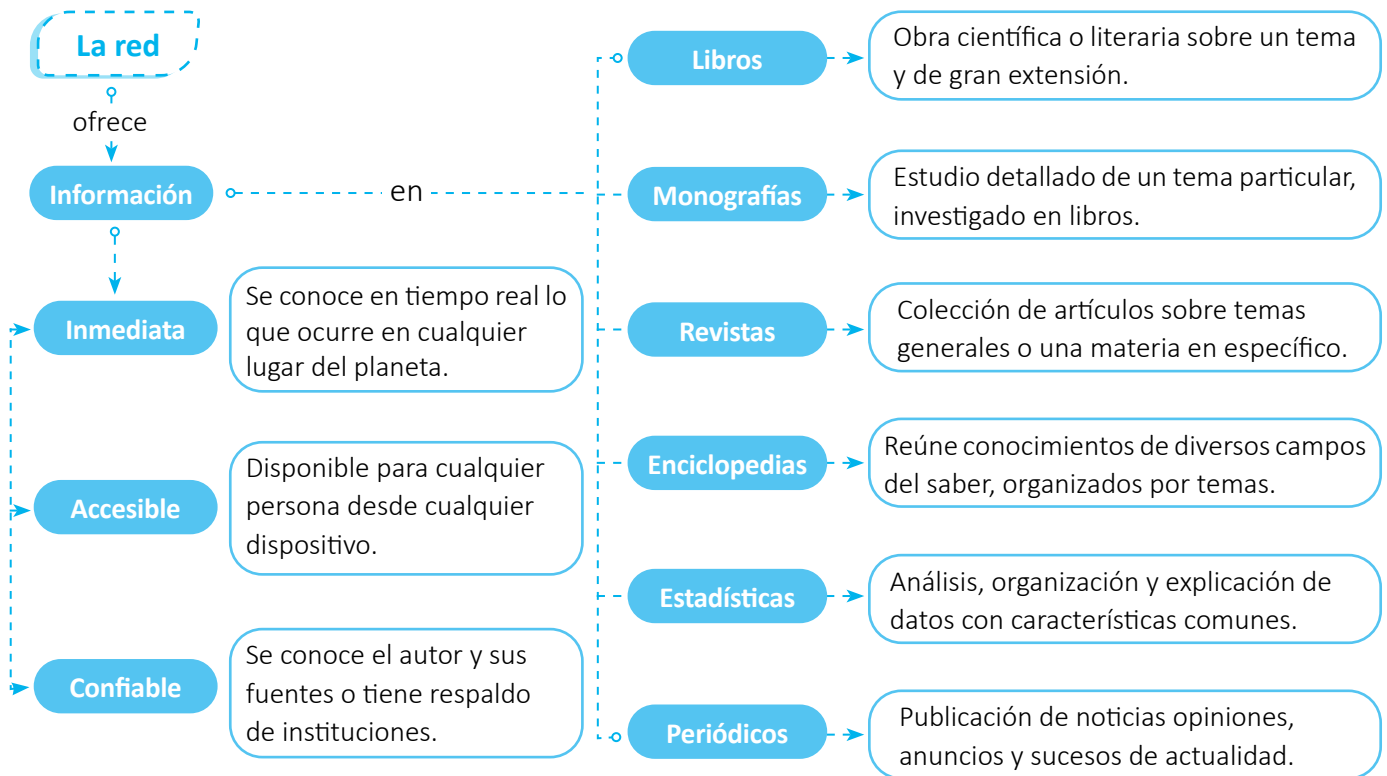 La red
ofrece
Información
en
Inmediata
Se conoce en tiempo real lo
que ocurre en cualquier
lugar del planeta.
Accesible
Disponible para cualquier
persona desde cualquier
dispositivo.
Confiable
Se conoce el autor y sus
fuentes o tiene respaldo
de instituciones.
Libros
Obra científica o literaria sobre un tema
y de gran extensión.
Monografías
Estudio detallado de un tema particular,
investigado en libros.
Revistas
Colección de artículos sobre temas
generales o una materia en específico.
Enciclopedias
Reúne conocimientos de diversos campos
del saber, organizados por temas.
Estadísticas
Análisis, organización y explicación de
datos con características comunes.
Periódicos
Publicación de noticias opiniones,
anuncios y sucesos de actualidad.